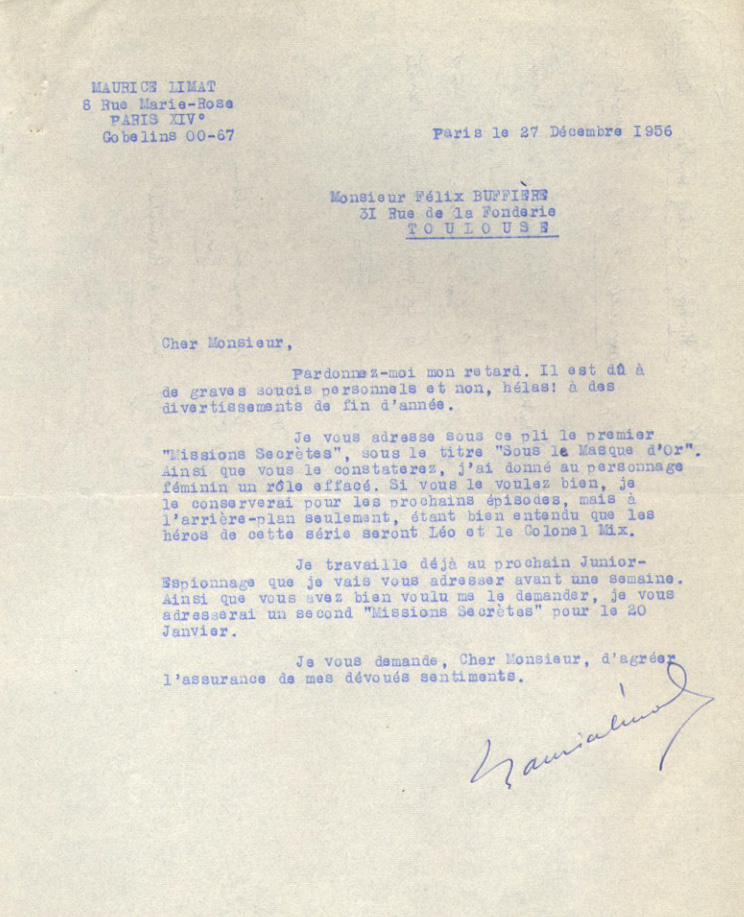 MAURICE LIMAT
8 Rue Marie-Rose
PARIS XIV°
Gobelins 00-67
Paris le 27 Décembre I956
Monsieur Félix BUFFIÈRE
3I Rue de la Fonderie
T O U L O U S E
Cher Monsieur,
Pardonnez-moi mon retard. Il est dû à
de graves soucis personnels et non, hélas! à des
divertissements de fin d'année.
Je vous adresse sous ce pli le premier
"Missions Secrètes", sous le titre "Sous le Masque d'Or".
Ainsi que vous le constaterez, j'ai donné au personnage
féminin un rôle effacé. Si vous le voulez bien, je
le conserverai pour les prochains épisodes, mais à
l'arrière-plan seulement, étant bien entendu que les
héros de cette série seront Léo et le Colonel Mix.
Je travaille déjà au prochain Junior-
Espionnage que je vais vous adresser avant une semaine.
Ainsi que vous avez bien voulu me le demander, je vous
adresserai un second "Missions Secrètes" pour le 20
Janvier.
Je vous demande, Cher Monsieur, d'agréer
l'assurance de mes dévoués sentiments.